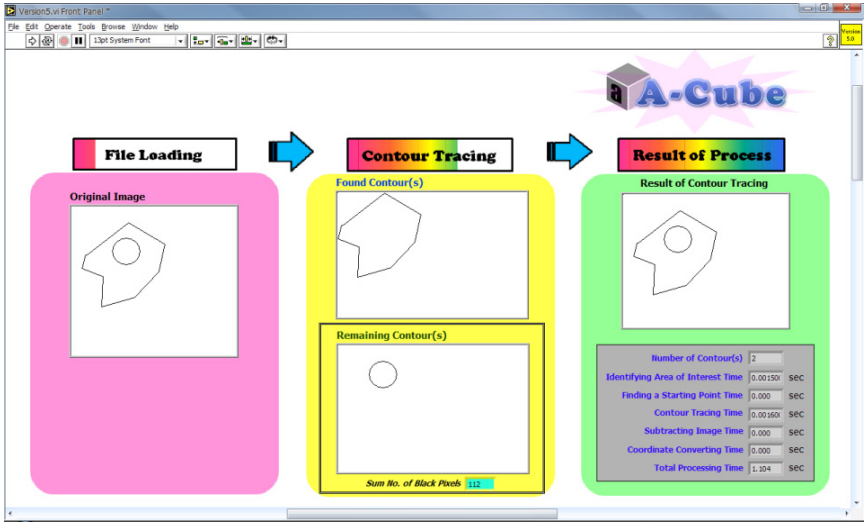 Version5.vi Front Panel *
File Edit Operate Tools Browse Window Help
13pt System Font
Version
5.0
a A-Cube
File Loading
Contour Tracing
Result of Process
Original Image
Found Contour(s)
Result of Contour Tracing
Remaining Contour(s)
Sum No. of Black Pixels 112
Number of Contour(s) 2
Identifying Area of Interest Time 0.00150 sec
Finding a Starting Point Time 0.000 sec
Contour Tracing Time 0.00160 sec
Subtracting Image Time 0.000 sec
Coordinate Converting Time 0.000 sec
Total Processing Time 1.104 sec